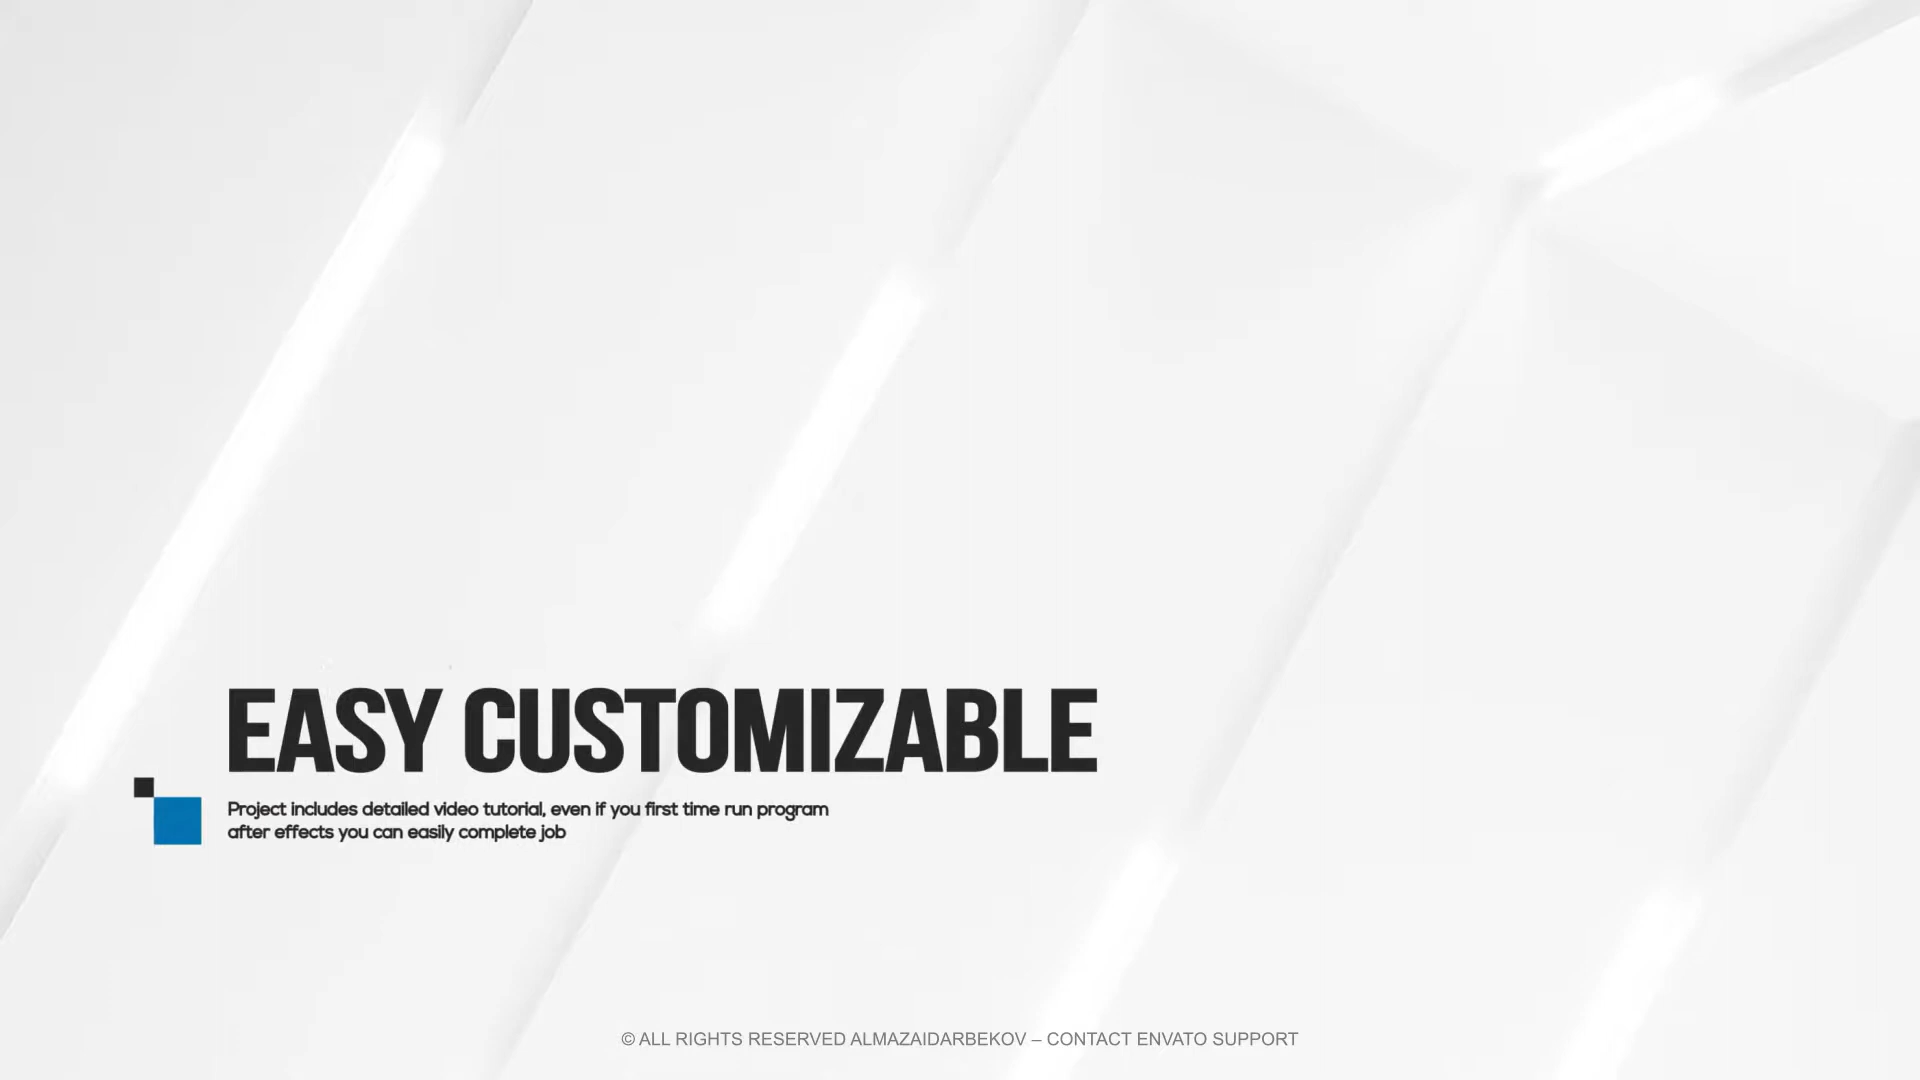 EASY CUSTOMIZABLE
Project includes detailed video tutorial, even if you first time run program
after effects you can easily complete job
© ALL RIGHTS RESERVED ALMAZAIDARBEKOV – CONTACT ENVATO SUPPORT